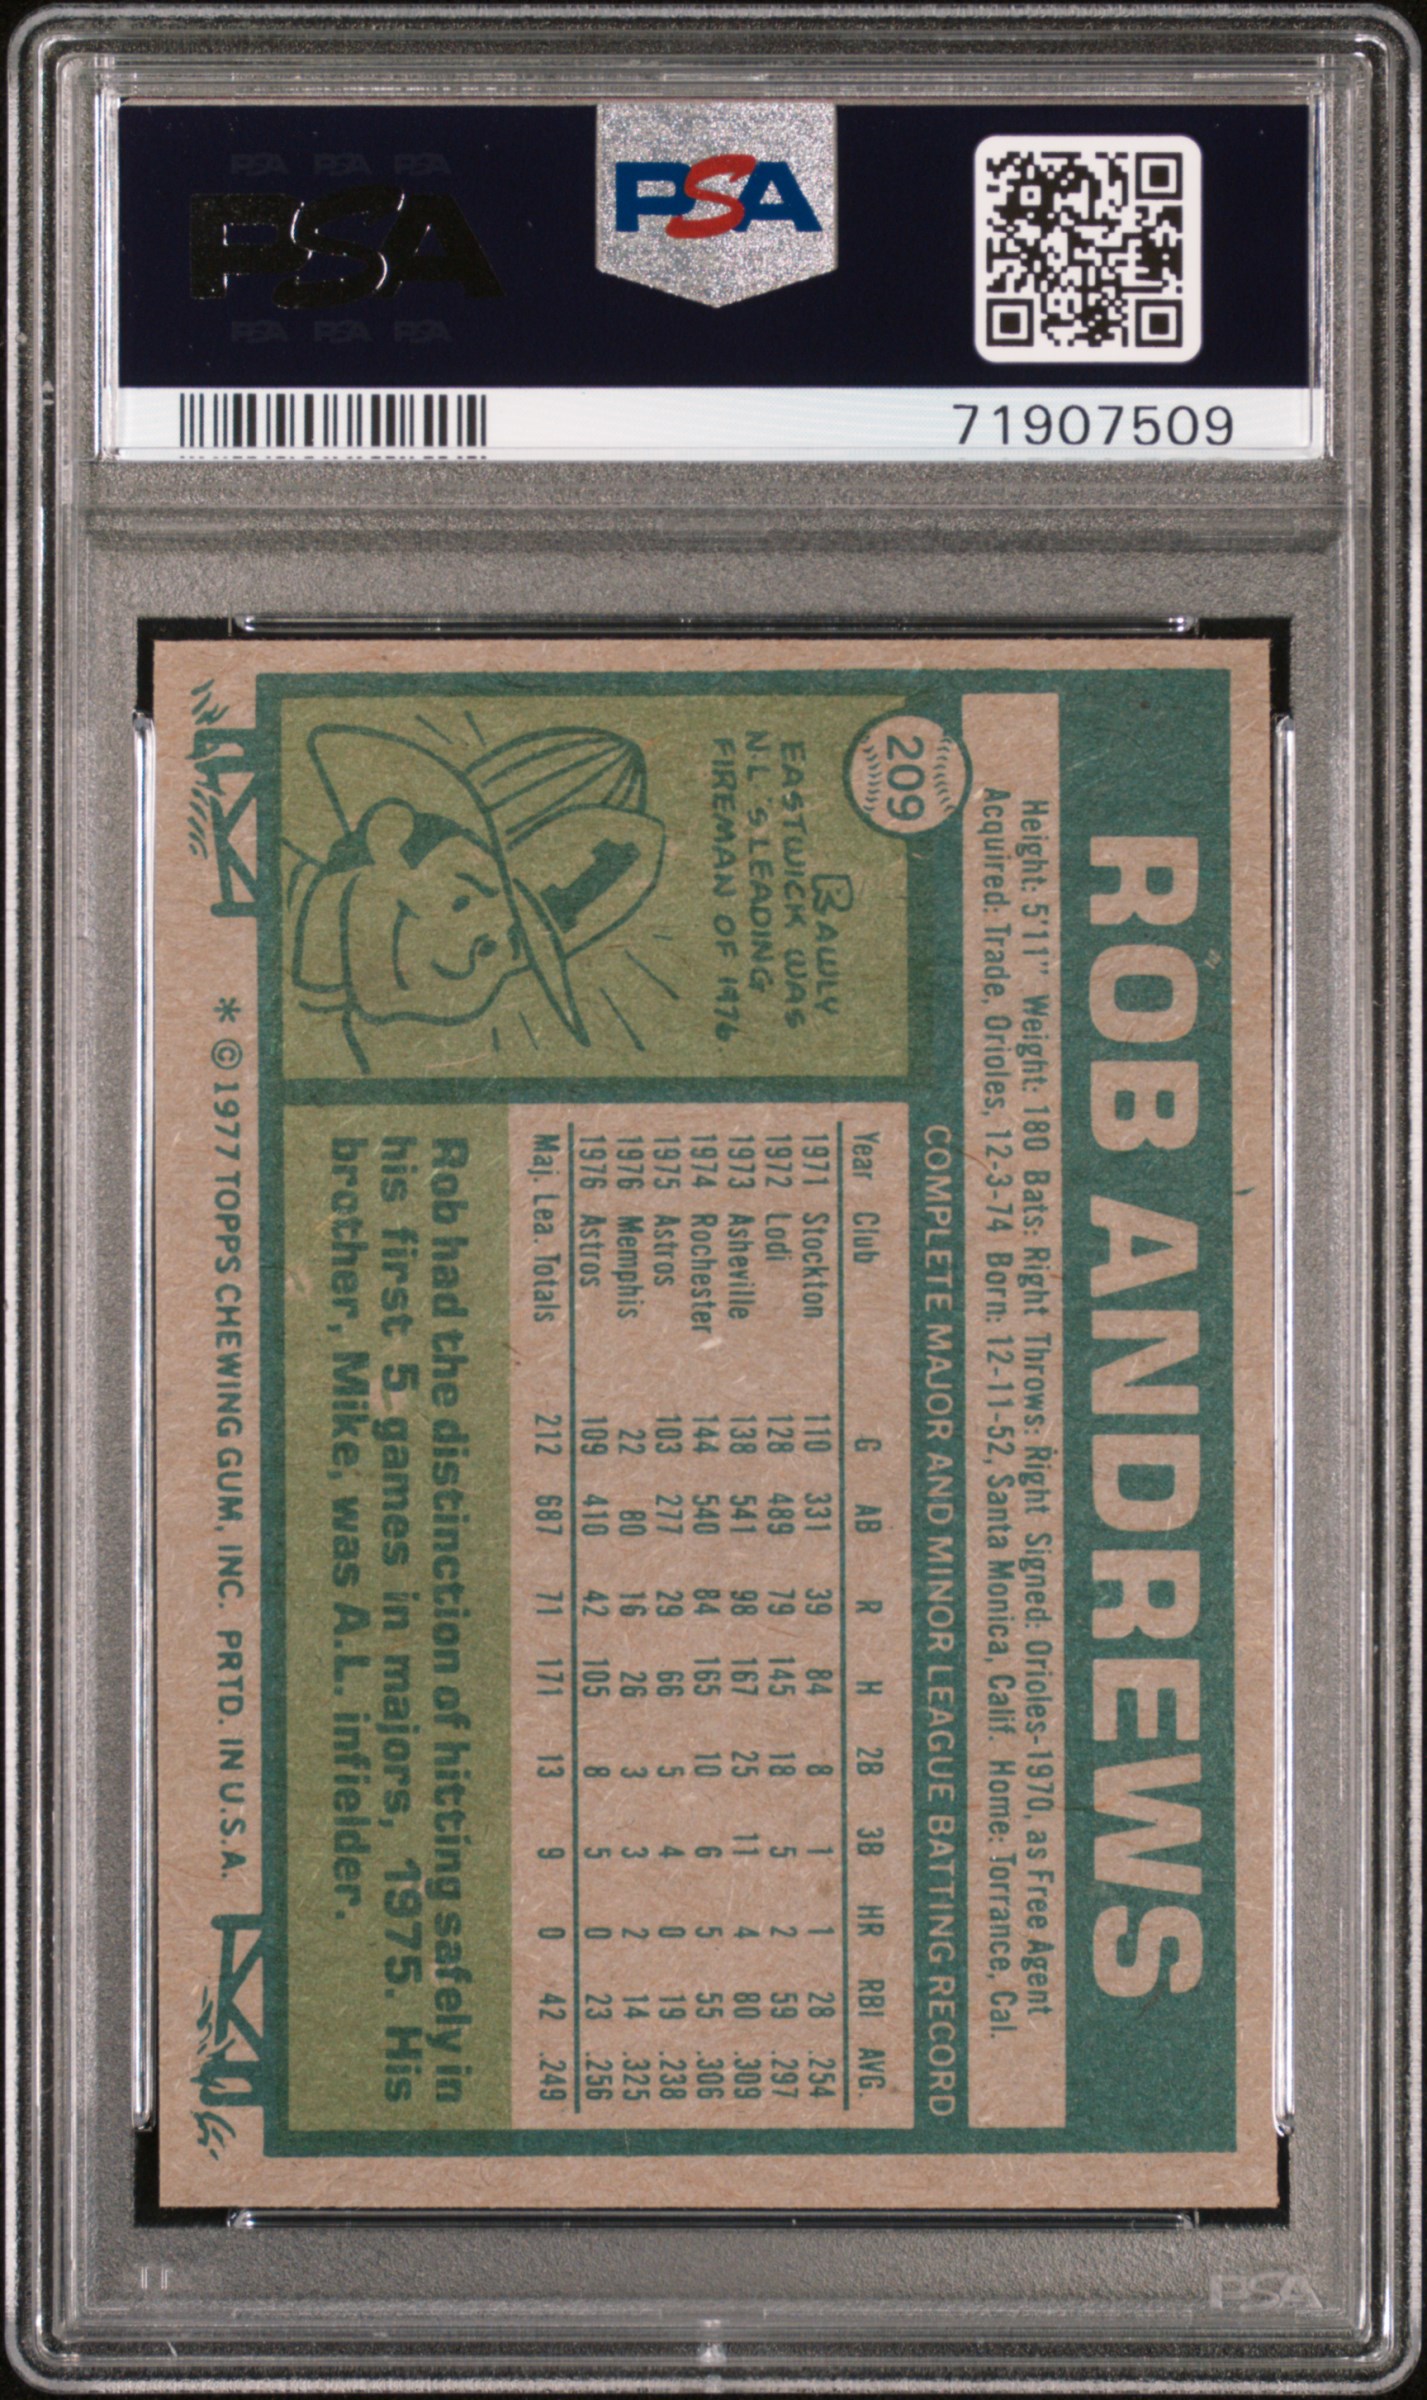 PSA PSA PSA
PSA
PSA PSA PSA
PSA
71907509
ROB ANDREWS
Height: 5'11" Weight: 180 Bats: Right Throws: Right Signed: Orioles-1970, as Free Agent
Acquired: Trade, Orioles, 12-3-74 Born: 12-11-52, Santa Monica, Calif. Home: Torrance, Cal.
209
RAWLY
EASTWICK WAS
N.L.'S LEADING
FIREMAN OF 1976.
1
COMPLETE MAJOR AND MINOR LEAGUE BATTING RECORD
Year Club G AB R H 2B 3B HR RBI AVG.
1971 Stockton 110 331 39 84 8 1 1 28 .254
1972 Lodi 128 489 79 145 18 5 2 59 .297
1973 Asheville 138 541 98 167 25 11 4 80 .309
1974 Rochester 144 540 84 165 10 6 5 55 .306
1975 Astros 103 277 29 66 5 4 0 19 .238
1976 Memphis 22 80 16 26 3 3 2 14 .325
1976 Astros 109 410 42 105 8 5 0 23 .256
Maj. Lea. Totals 212 687 71 171 13 9 0 42 .249
Rob had the distinction of hitting safely in
his first 5 games in majors, 1975. His
brother, Mike, was A.L. infielder.
* © 1977 TOPPS CHEWING GUM, INC. PRTD. IN U.S.A.
PSA